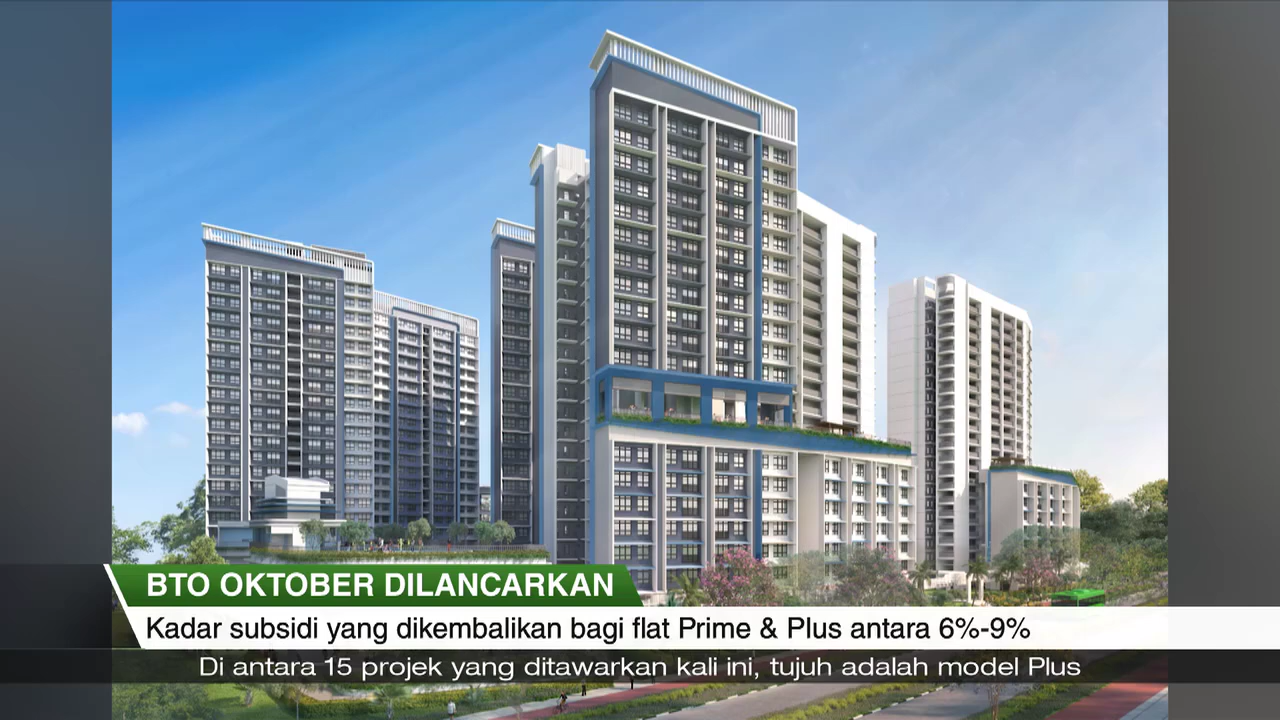 BTO OKTOBER DILANCARKAN
Kadar subsidi yang dikembalikan bagi flat Prime & Plus antara 6%-9%
Di antara 15 projek yang ditawarkan kali ini, tujuh adalah model Plus